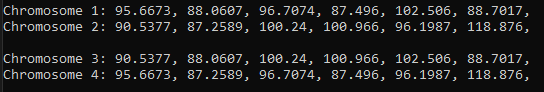 Chromosome 1: 95.6673, 88.0607, 96.7074, 87.496, 102.506, 88.7017,
Chromosome 2: 90.5377, 87.2589, 100.24, 100.966, 96.1987, 118.876,
Chromosome 3: 90.5377, 88.0607, 100.24, 100.966, 102.506, 88.7017,
Chromosome 4: 95.6673, 87.2589, 96.7074, 87.496, 96.1987, 118.876,